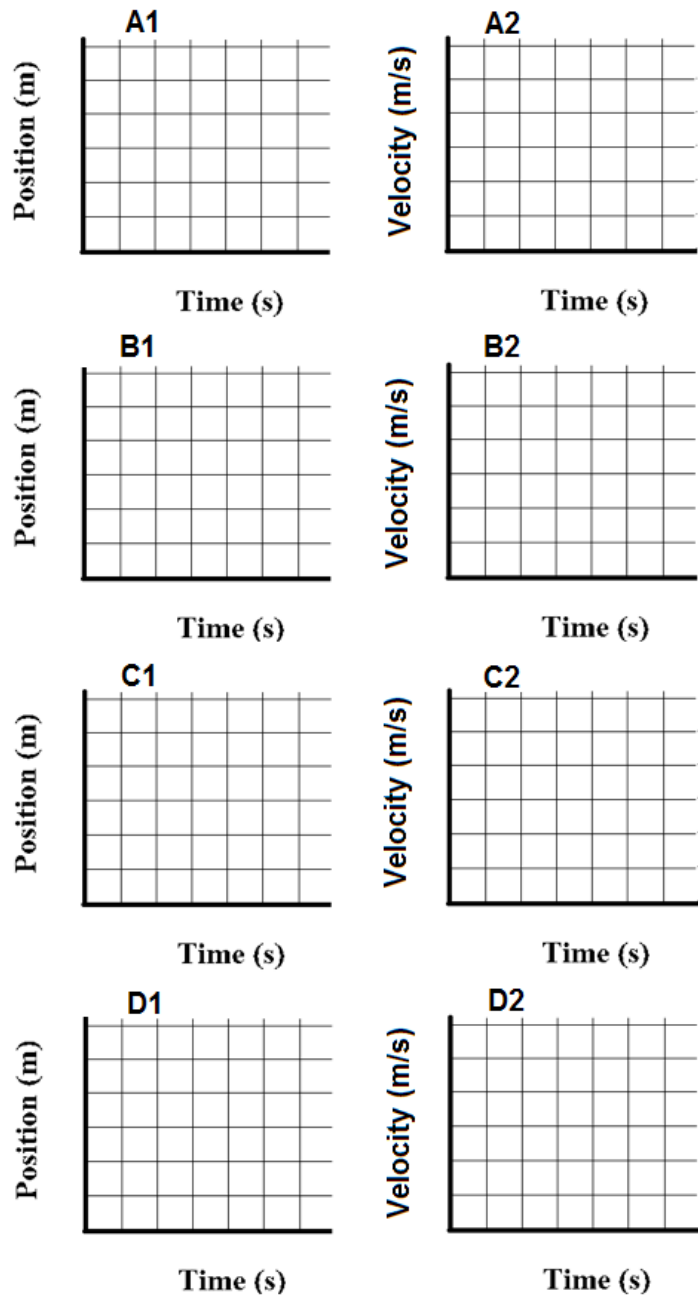 A1
A2
Position (m)
Velocity (m/s)
Time (s)
Time (s)
B1
B2
Position (m)
Velocity (m/s)
Time (s)
Time (s)
C1
C2
Position (m)
Velocity (m/s)
Time (s)
Time (s)
D1
D2
Position (m)
Velocity (m/s)
Time (s)
Time (s)